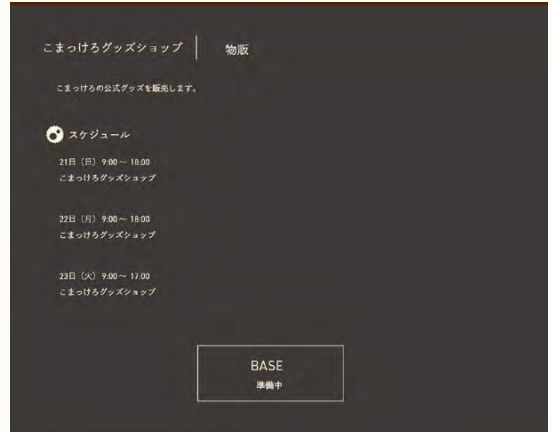 こまっけろグッズショップ
物販
こまっけろの公式グッズを販売します。
スケジュール
21日（日）9:00～18:00
こまっけろグッズショップ
22日（月）9:00～18:00
こまっけろグッズショップ
23日（火）9:00～17:00
こまっけろグッズショップ
BASE
準備中